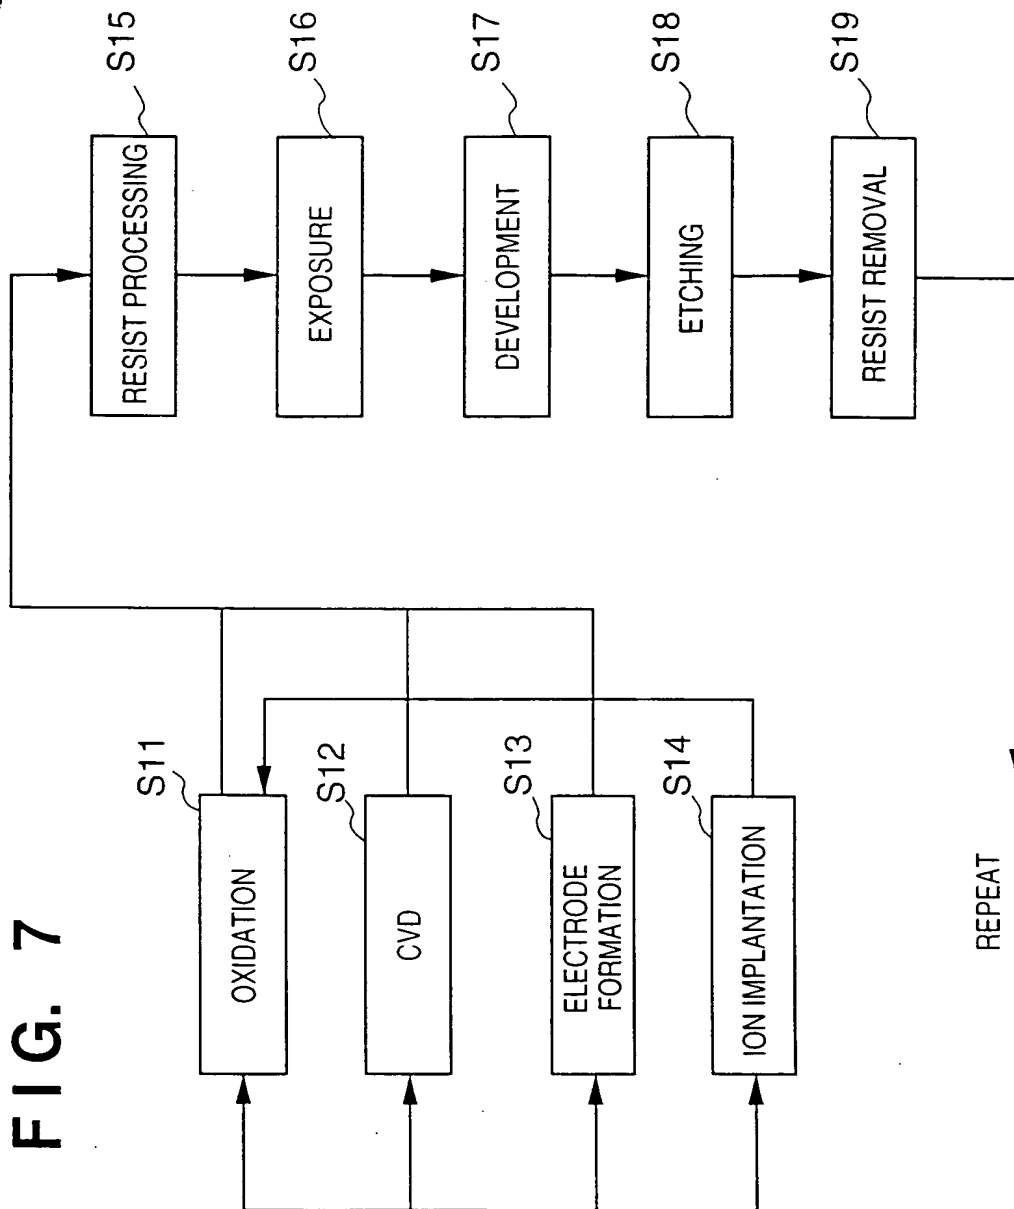 FIG. 7
S11
OXIDATION
S12
CVD
S13
ELECTRODE
FORMATION
S14
ION IMPLANTATION
S15
RESIST PROCESSING
S16
EXPOSURE
S17
DEVELOPMENT
S18
ETCHING
S19
RESIST REMOVAL
REPEAT